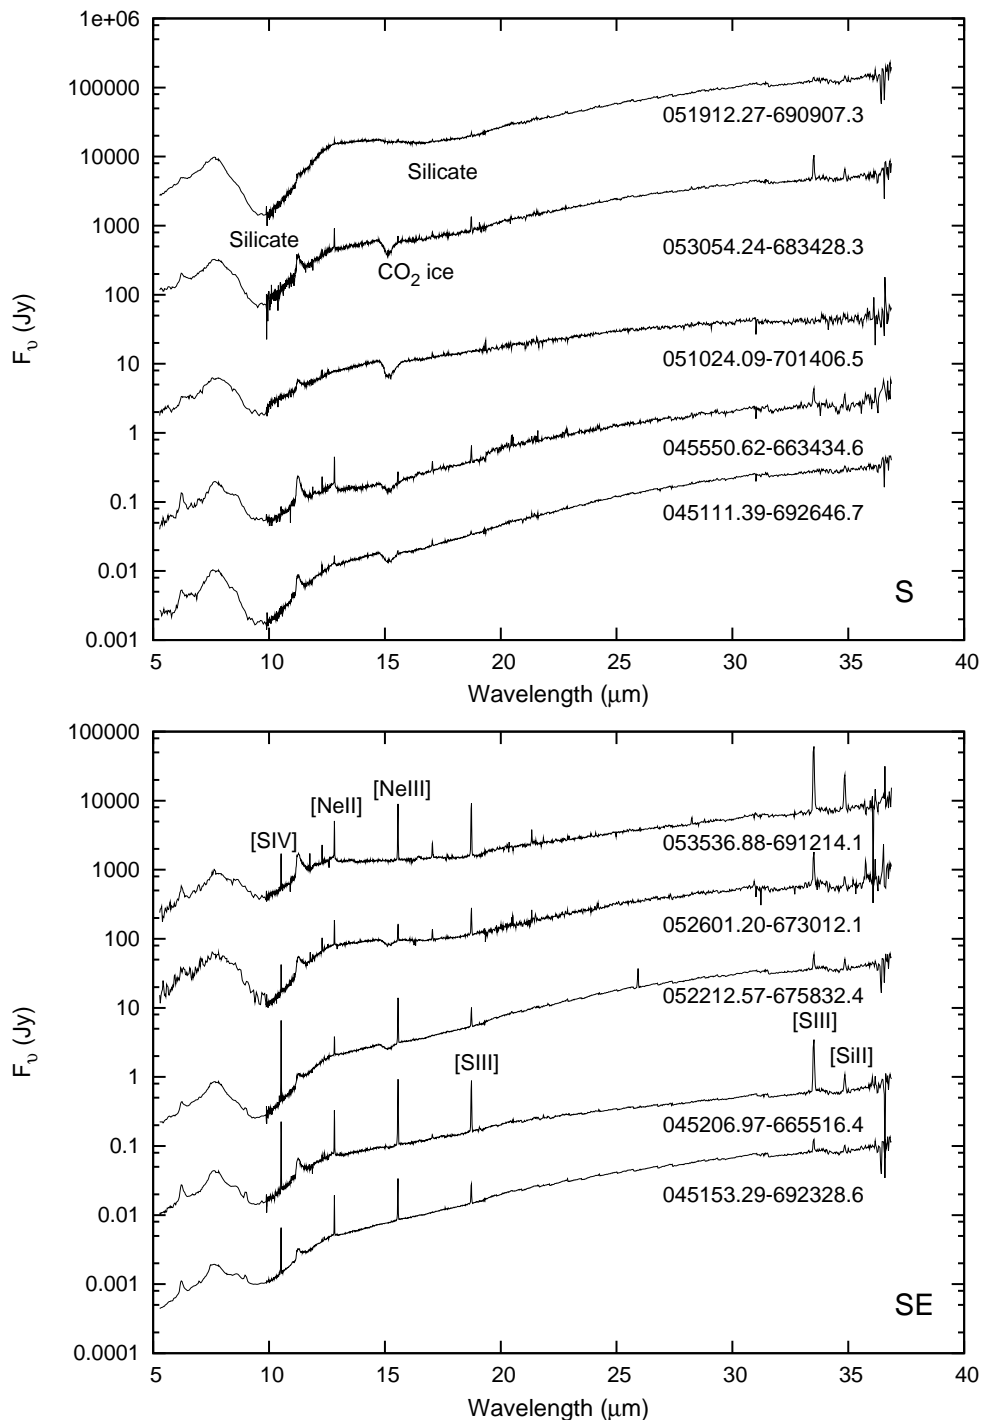 1e+06
100000
10000
1000
100
10
1
0.1
0.01
0.001
F_υ (Jy)
051912.27-690907.3
Silicate
Silicate
053054.24-683428.3
CO2 ice
051024.09-701406.5
045550.62-663434.6
045111.39-692646.7
S
5 10 15 20 25 30 35 40
Wavelength (μm)
100000
10000
1000
100
10
1
0.1
0.01
0.001
0.0001
F_υ (Jy)
[NeIII]
[NeII]
[SIV]
053536.88-691214.1
052601.20-673012.1
052212.57-675832.4
[SIII]
[SIII]
[SiII]
045206.97-665516.4
045153.29-692328.6
SE
5 10 15 20 25 30 35 40
Wavelength (μm)